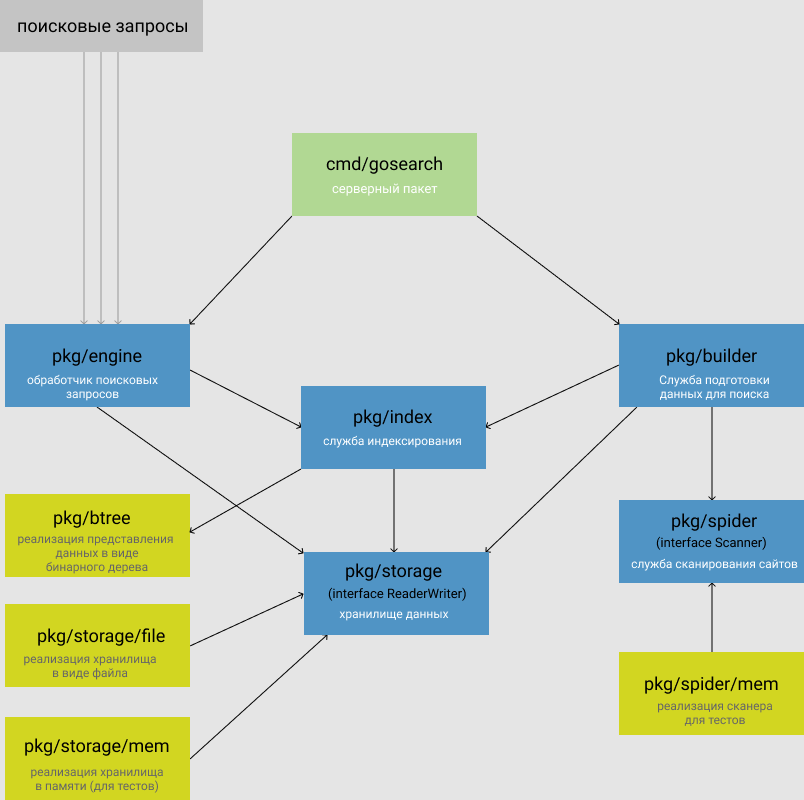 поисковые запросы
cmd/gosearch
серверный пакет
pkg/engine
обработчик поисковых
запросов
pkg/builder
Служба подготовки
данных для поиска
pkg/index
служба индексирования
pkg/btree
реализация представления
данных в виде
бинарного дерева
pkg/spider
(interface Scanner)
служба сканирования сайтов
pkg/storage
(interface ReaderWriter)
хранилище данных
pkg/storage/file
реализация хранилища
в виде файла
pkg/spider/mem
реализация сканера
для тестов
pkg/storage/mem
реализация хранилища
в памяти (для тестов)